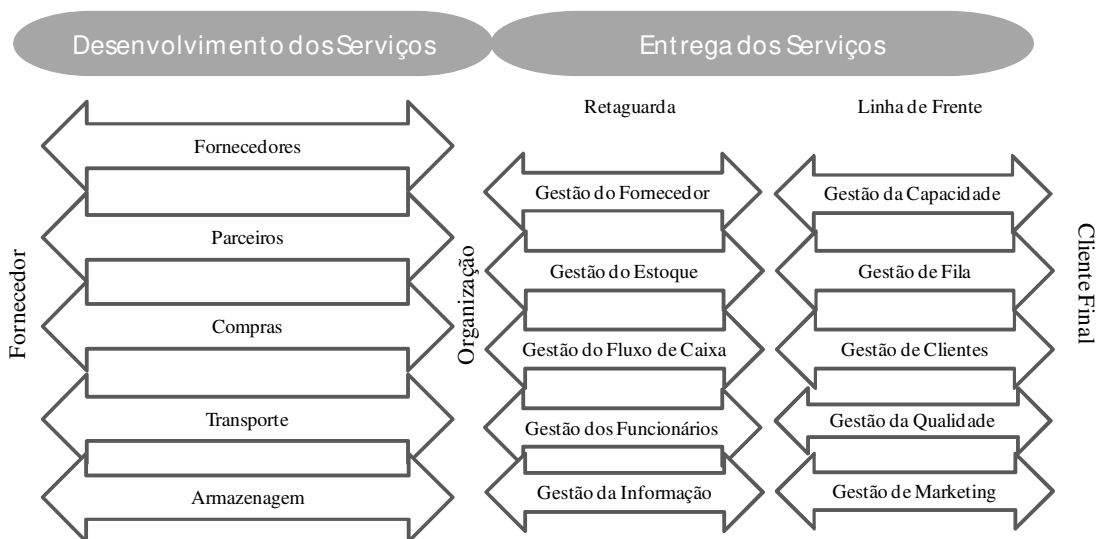 Desenvolvimento dos Serviços
Entrega dos Serviços
Retaguarda
Linha de Frente
Fornecedor
Fornecedores
Parceiros
Compras
Transporte
Armazenagem
Organização
Gestão do Fornecedor
Gestão do Estoque
Gestão do Fluxo de Caixa
Gestão dos Funcionários
Gestão da Informação
Gestão da Capacidade
Gestão de Fila
Gestão de Clientes
Gestão da Qualidade
Gestão de Marketing
Cliente Final